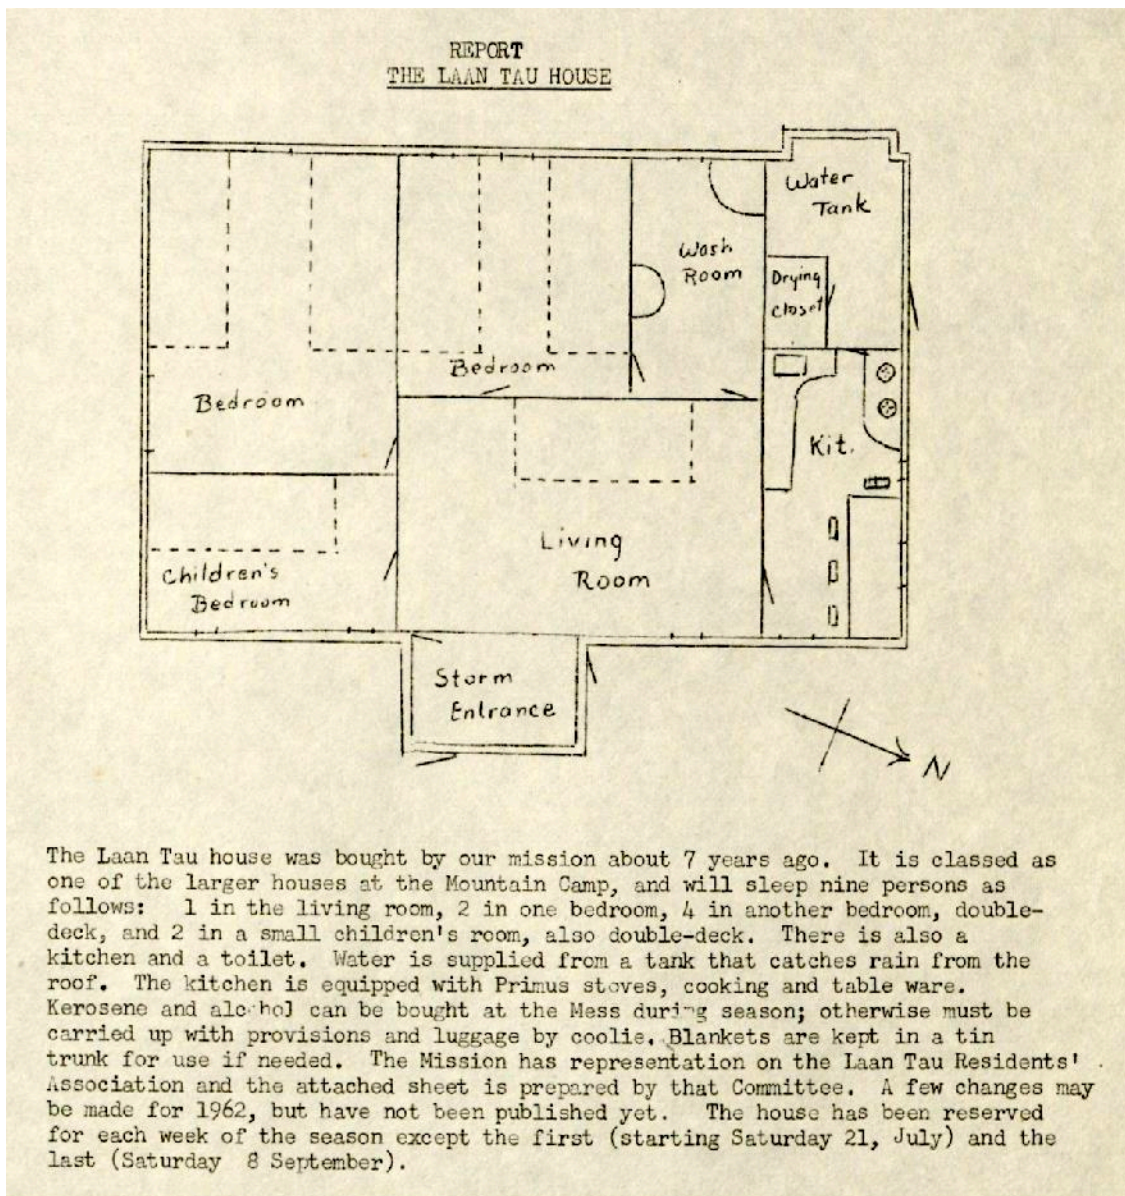 REPORT
THE LAAN TAU HOUSE
Water
Tank
Wash
Room
Drying
Closet
Bedroom
Bedroom
Kit.
Living
Room
Children's
Bedroom
Storm
Entrance
N
The Laan Tau house was bought by our mission about 7 years ago. It is classed as
one of the larger houses at the Mountain Camp, and will sleep nine persons as
follows: 1 in the living room, 2 in one bedroom, 4 in another bedroom, double-
deck, and 2 in a small children's room, also double-deck. There is also a
kitchen and a toilet. Water is supplied from a tank that catches rain from the
roof. The kitchen is equipped with Primus stoves, cooking and table ware.
Kerosene and alcohol can be bought at the Mess during season; otherwise must be
carried up with provisions and luggage by coolie. Blankets are kept in a tin
trunk for use if needed. The Mission has representation on the Laan Tau Residents'
Association and the attached sheet is prepared by that Committee. A few changes may
be made for 1962, but have not been published yet. The house has been reserved
for each week of the season except the first (starting Saturday 21, July) and the
last (Saturday 8 September).